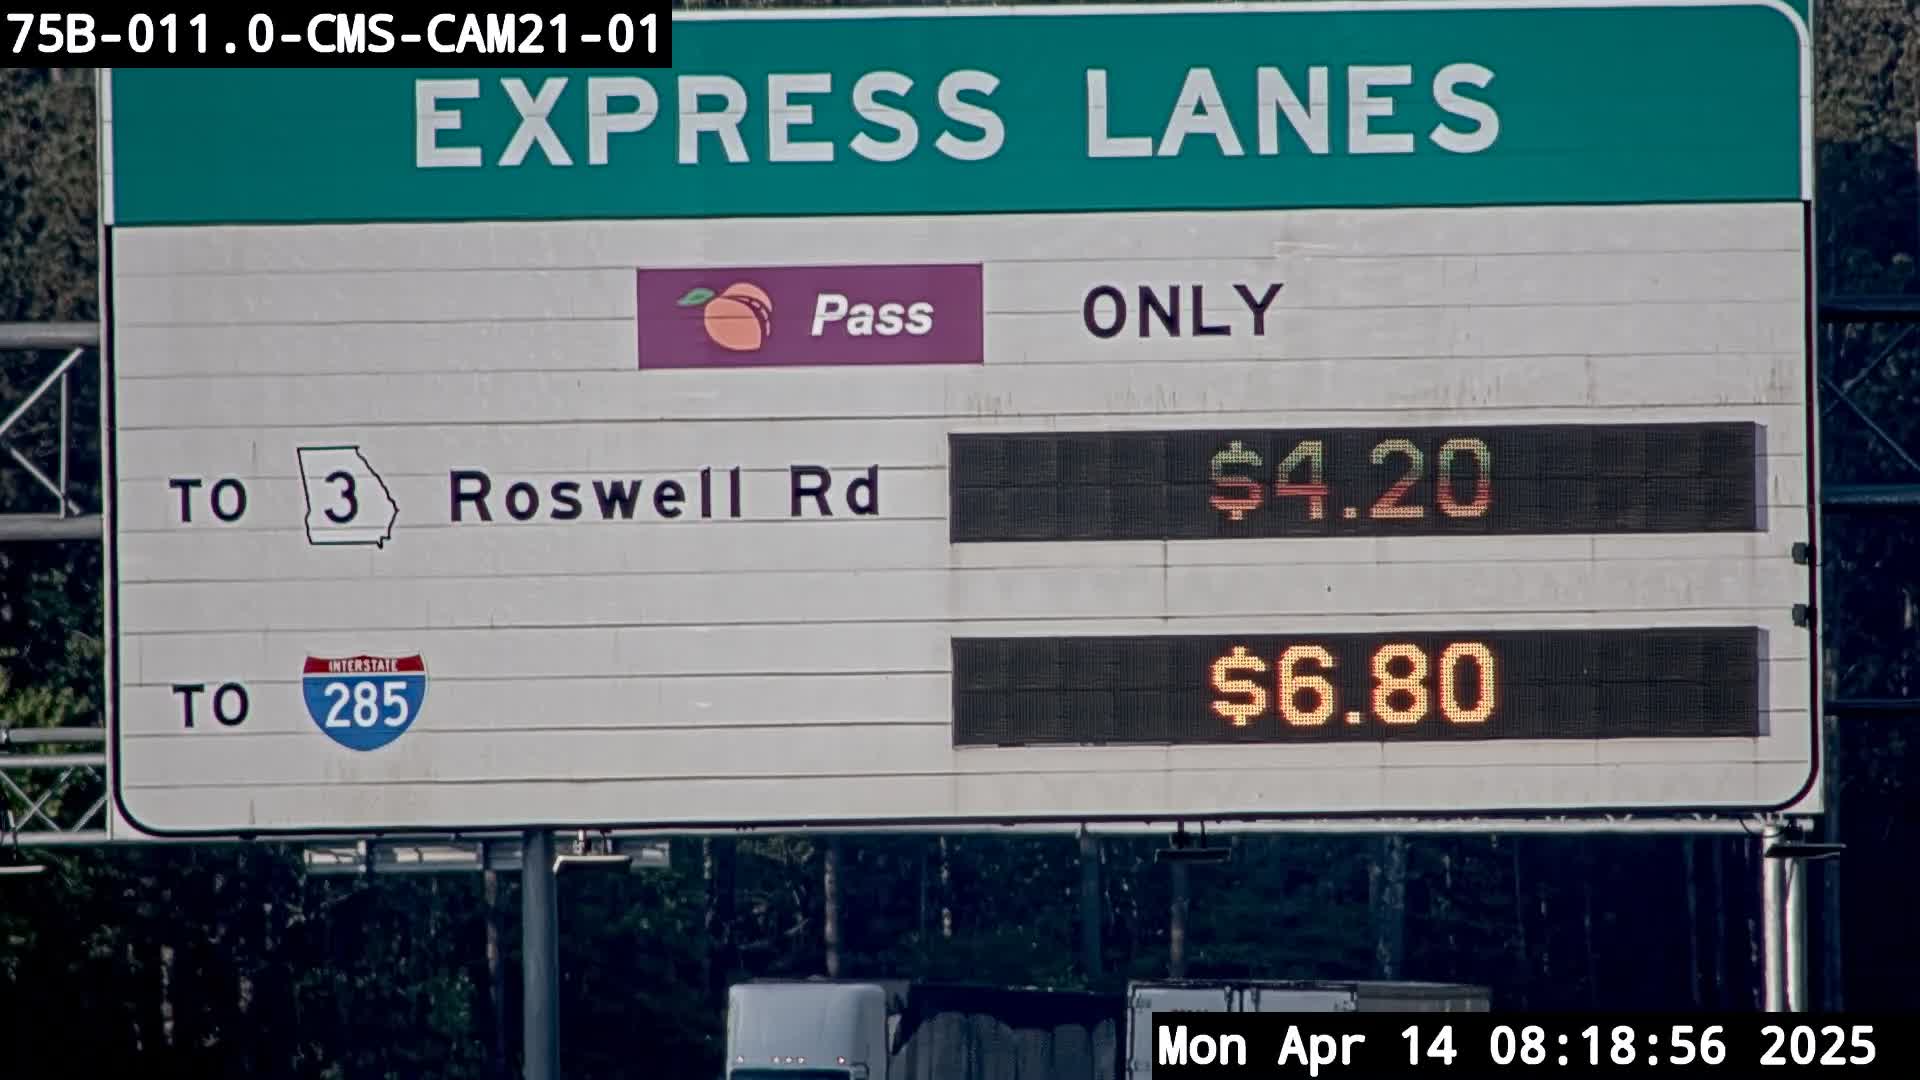 75B-011.0-CMS-CAM21-01
EXPRESS LANES
Pass ONLY
TO 3 Roswell Rd $4.20
TO INTERSTATE 285 $6.80
Mon Apr 14 08:18:56 2025